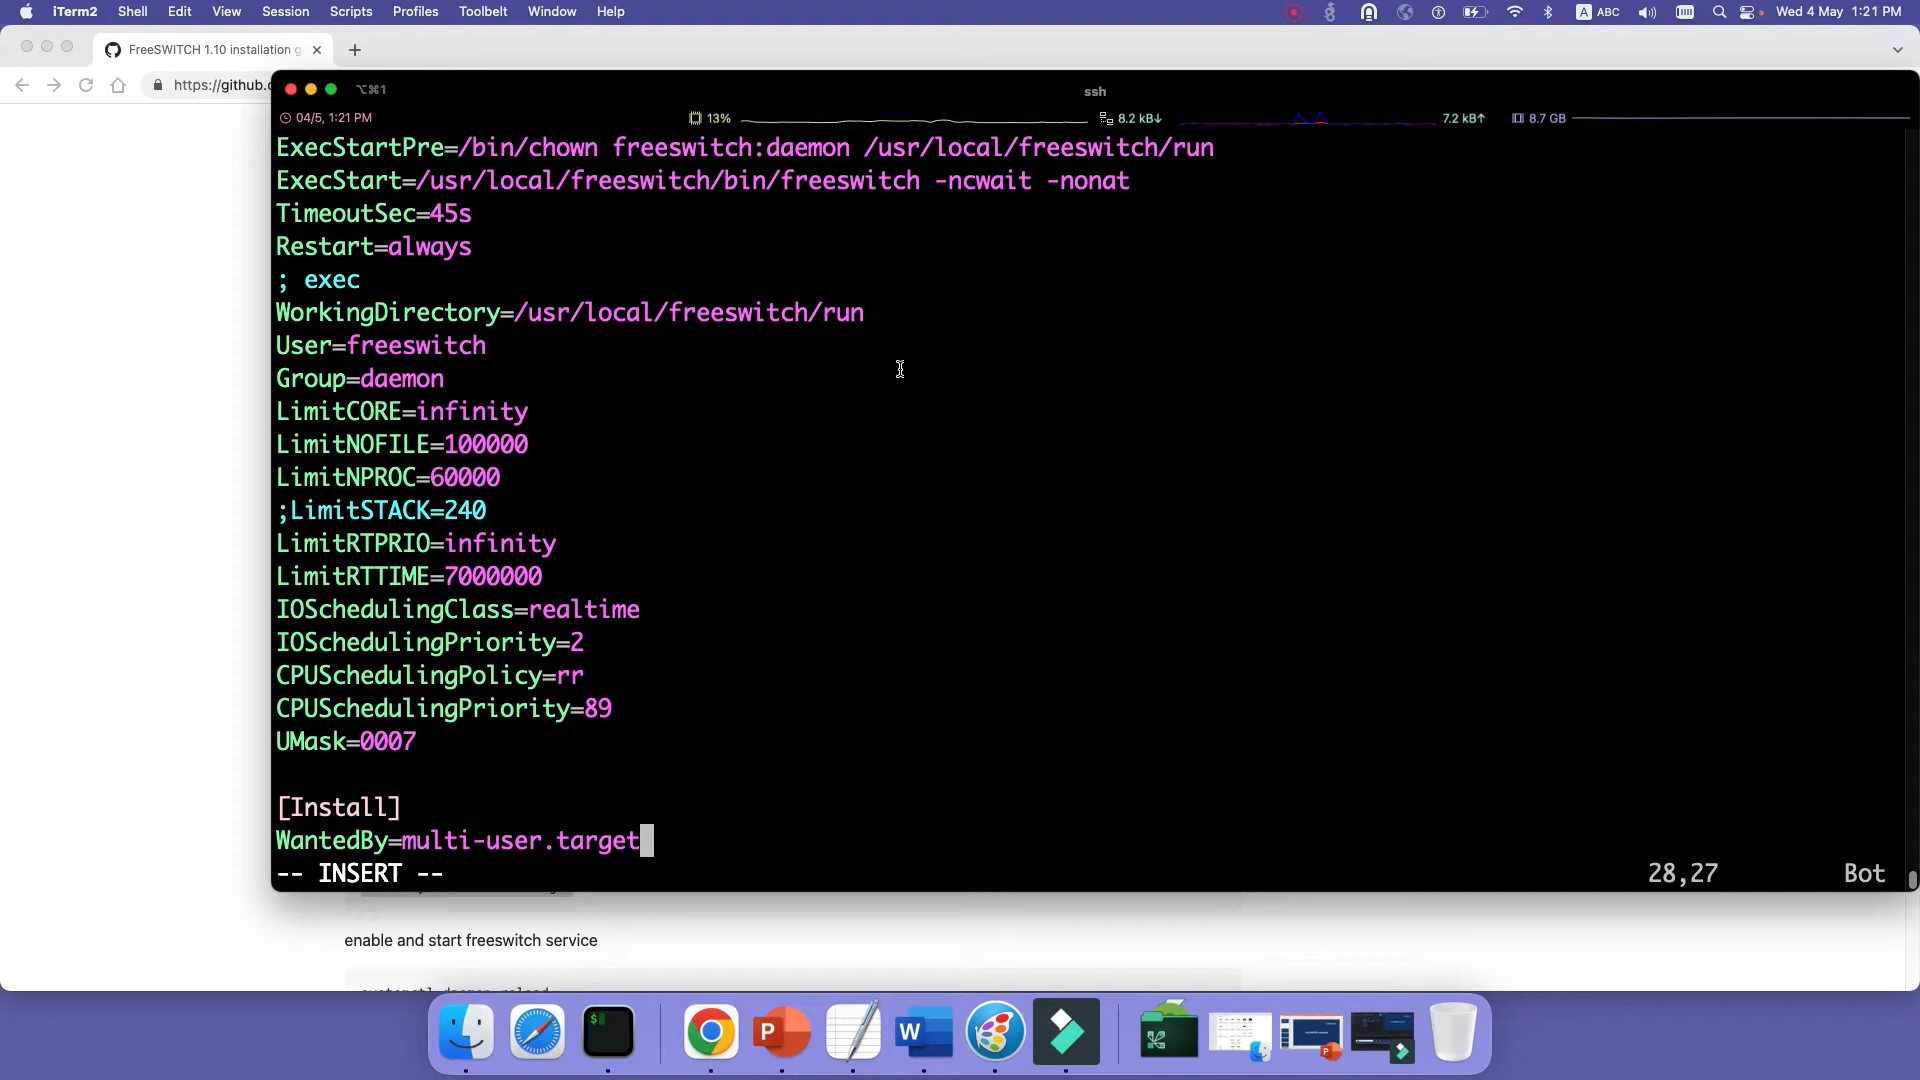 iTerm2 Shell Edit View Session Scripts Profiles Toolbelt Window Help A ABC Wed 4 May 1:21 PM
FreeSWITCH 1.10 installation g
https://github.c
⌥⌘1 ssh
04/5, 1:21 PM 13% 8.2 kB↓ 7.2 kB↑ 8.7 GB
ExecStartPre=/bin/chown freeswitch:daemon /usr/local/freeswitch/run
ExecStart=/usr/local/freeswitch/bin/freeswitch -ncwait -nonat
TimeoutSec=45s
Restart=always
; exec
WorkingDirectory=/usr/local/freeswitch/run
User=freeswitch
Group=daemon
LimitCORE=infinity
LimitNOFILE=100000
LimitNPROC=60000
;LimitSTACK=240
LimitRTPRIO=infinity
LimitRTTIME=7000000
IOSchedulingClass=realtime
IOSchedulingPriority=2
CPUSchedulingPolicy=rr
CPUSchedulingPriority=89
UMask=0007
[Install]
WantedBy=multi-user.target
-- INSERT -- 28,27 Bot
enable and start freeswitch service